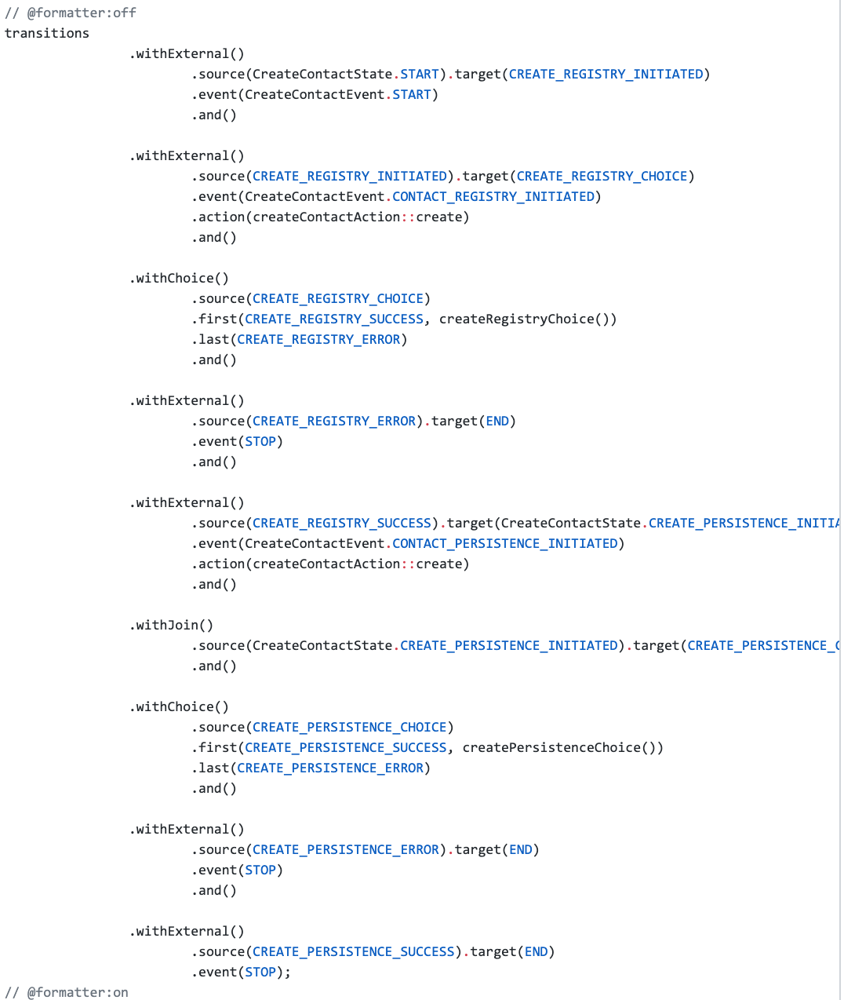 // @formatter:off
transitions
.withExternal()
.source(CreateContactState.START).target(CREATE_REGISTRY_INITIATED)
.event(CreateContactEvent.START)
.and()
.withExternal()
.source(CREATE_REGISTRY_INITIATED).target(CREATE_REGISTRY_CHOICE)
.event(CreateContactEvent.CONTACT_REGISTRY_INITIATED)
.action(createContactAction::create)
.and()
.withChoice()
.source(CREATE_REGISTRY_CHOICE)
.first(CREATE_REGISTRY_SUCCESS, createRegistryChoice())
.last(CREATE_REGISTRY_ERROR)
.and()
.withExternal()
.source(CREATE_REGISTRY_ERROR).target(END)
.event(STOP)
.and()
.withExternal()
.source(CREATE_REGISTRY_SUCCESS).target(CreateContactState.CREATE_PERSISTENCE_INITIA
.event(CreateContactEvent.CONTACT_PERSISTENCE_INITIATED)
.action(createContactAction::create)
.and()
.withJoin()
.source(CreateContactState.CREATE_PERSISTENCE_INITIATED).target(CREATE_PERSISTENCE_C
.and()
.withChoice()
.source(CREATE_PERSISTENCE_CHOICE)
.first(CREATE_PERSISTENCE_SUCCESS, createPersistenceChoice())
.last(CREATE_PERSISTENCE_ERROR)
.and()
.withExternal()
.source(CREATE_PERSISTENCE_ERROR).target(END)
.event(STOP)
.and()
.withExternal()
.source(CREATE_PERSISTENCE_SUCCESS).target(END)
.event(STOP);
// @formatter:on